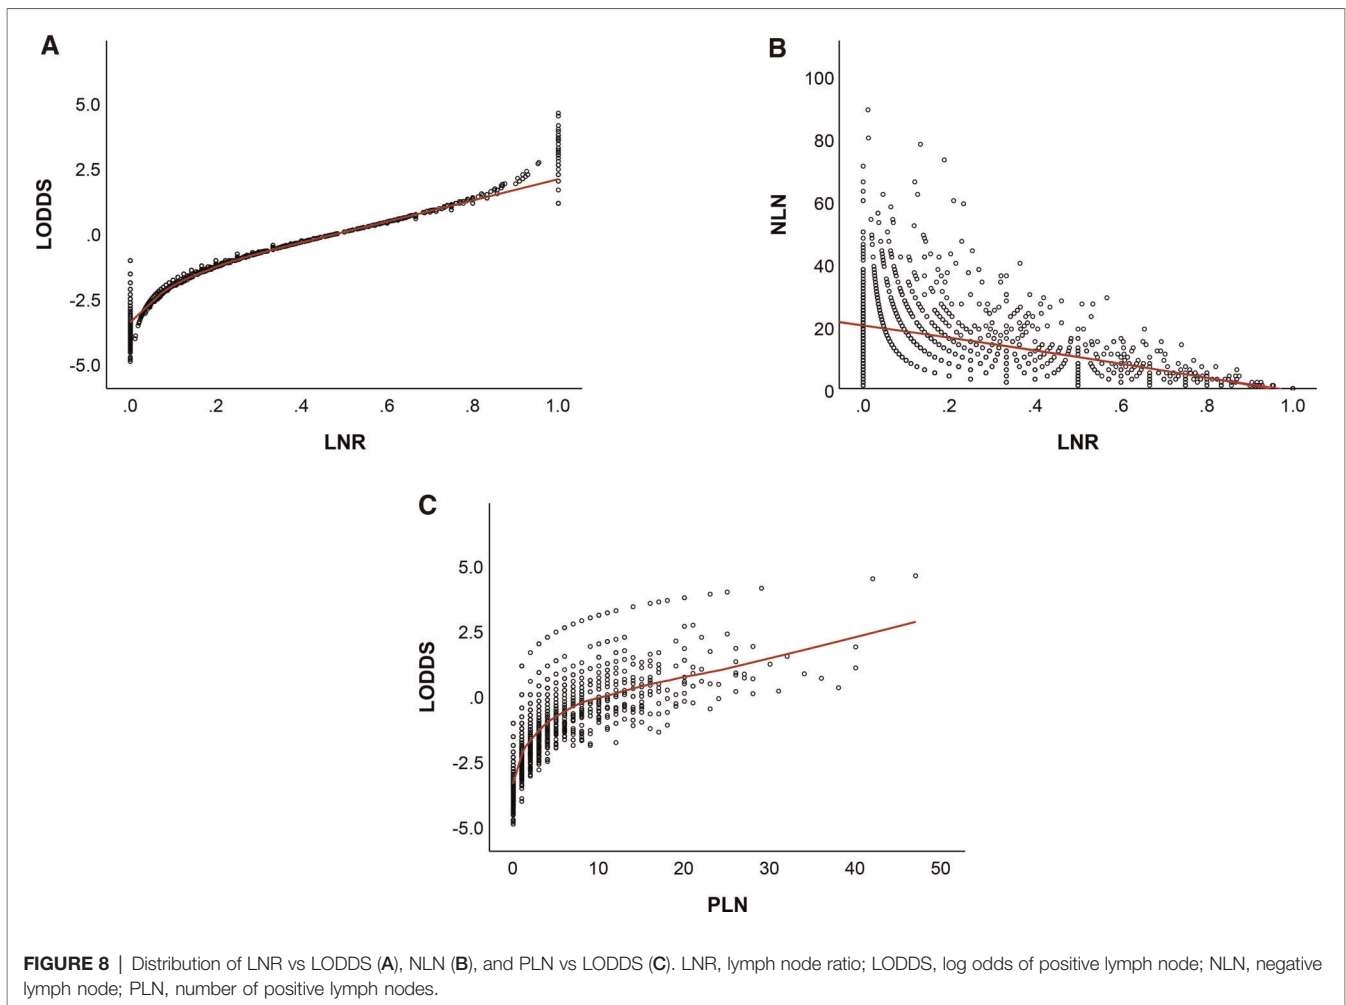 A
5.0
2.5
.0
-2.5
-5.0
LODDS
.0 .2 .4 .6 .8 1.0
LNR
B
100
80
60
40
20
0
NLN
.0 .2 .4 .6 .8 1.0
LNR
C
5.0
2.5
.0
-2.5
-5.0
LODDS
0 10 20 30 40 50
PLN
FIGURE 8 | Distribution of LNR vs LODDS (A), NLN (B), and PLN vs LODDS (C). LNR, lymph node ratio; LODDS, log odds of positive lymph node; NLN, negative
lymph node; PLN, number of positive lymph nodes.